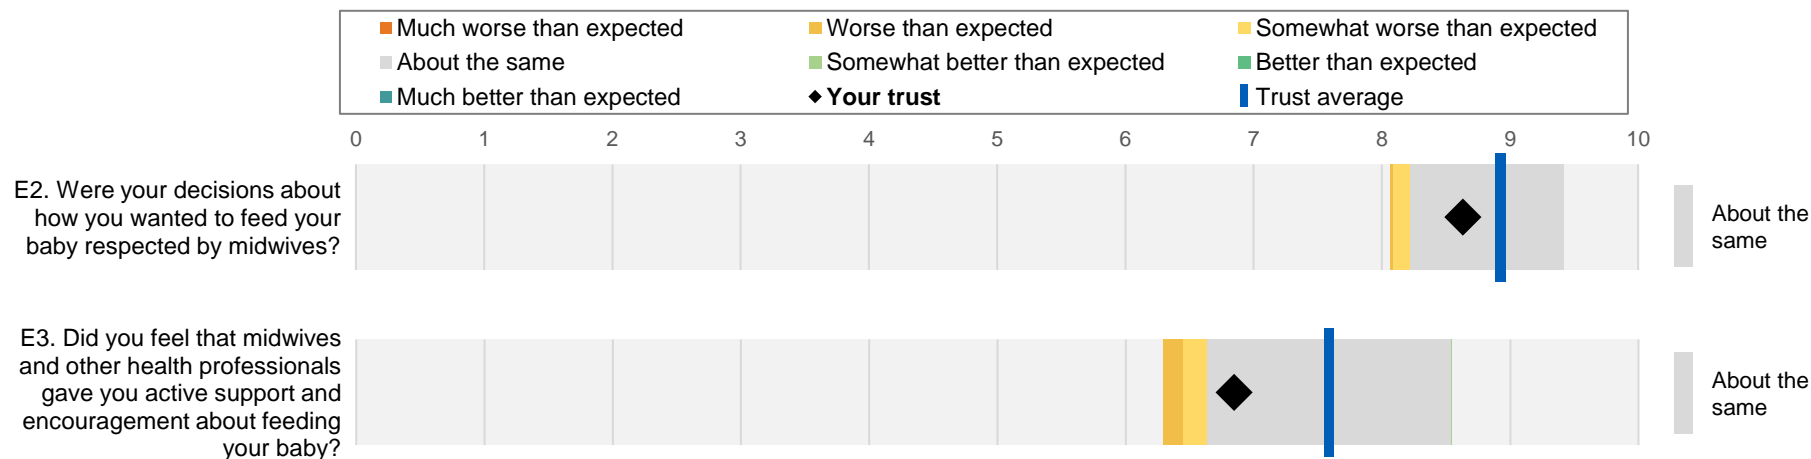 Much worse than expected
Worse than expected
Somewhat worse than expected
About the same
Somewhat better than expected
Better than expected
Much better than expected
Your trust
Trust average
0 1 2 3 4 5 6 7 8 9 10
E2. Were your decisions about
how you wanted to feed your
baby respected by midwives?
About the
same
E3. Did you feel that midwives
and other health professionals
gave you active support and
encouragement about feeding
your baby?
About the
same